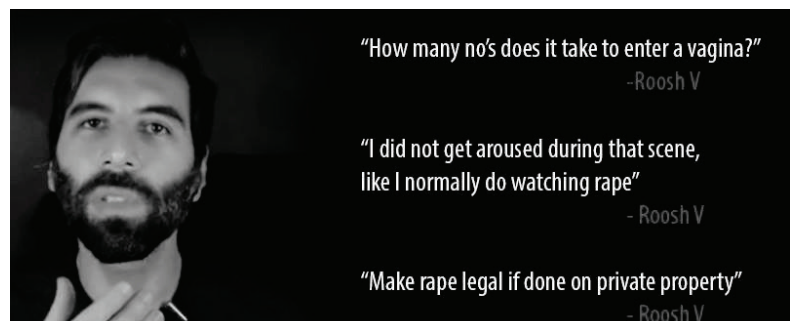 “How many no’s does it take to enter a vagina?”
-Roosh V
“I did not get aroused during that scene,
like I normally do watching rape”
- Roosh V
“Make rape legal if done on private property”
- Roosh V